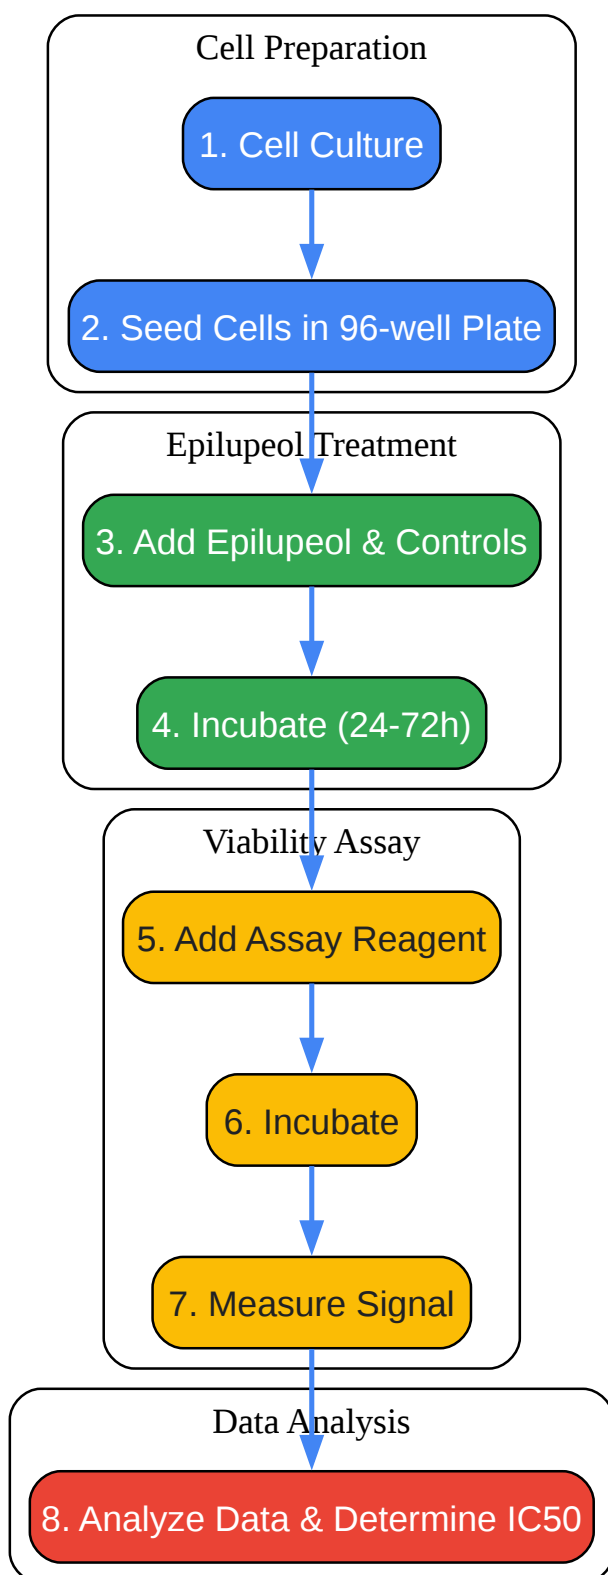 Cell Preparation
1. Cell Culture
2. Seed Cells in 96-well Plate
Epilupeol Treatment
3. Add Epilupeol & Controls
4. Incubate (24-72h)
Viability Assay
5. Add Assay Reagent
6. Incubate
7. Measure Signal
Data Analysis
8. Analyze Data & Determine IC50